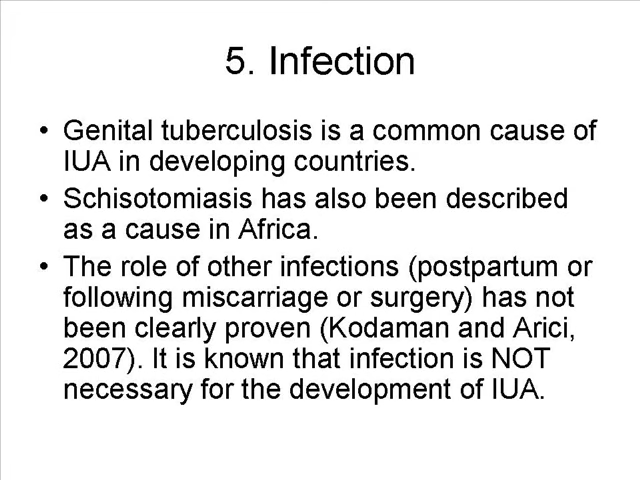 5. Infection
• Genital tuberculosis is a common cause of
IUA in developing countries.
• Schisotomiasis has also been described
as a cause in Africa.
• The role of other infections (postpartum or
following miscarriage or surgery) has not
been clearly proven (Kodaman and Arici,
2007). It is known that infection is NOT
necessary for the development of IUA.